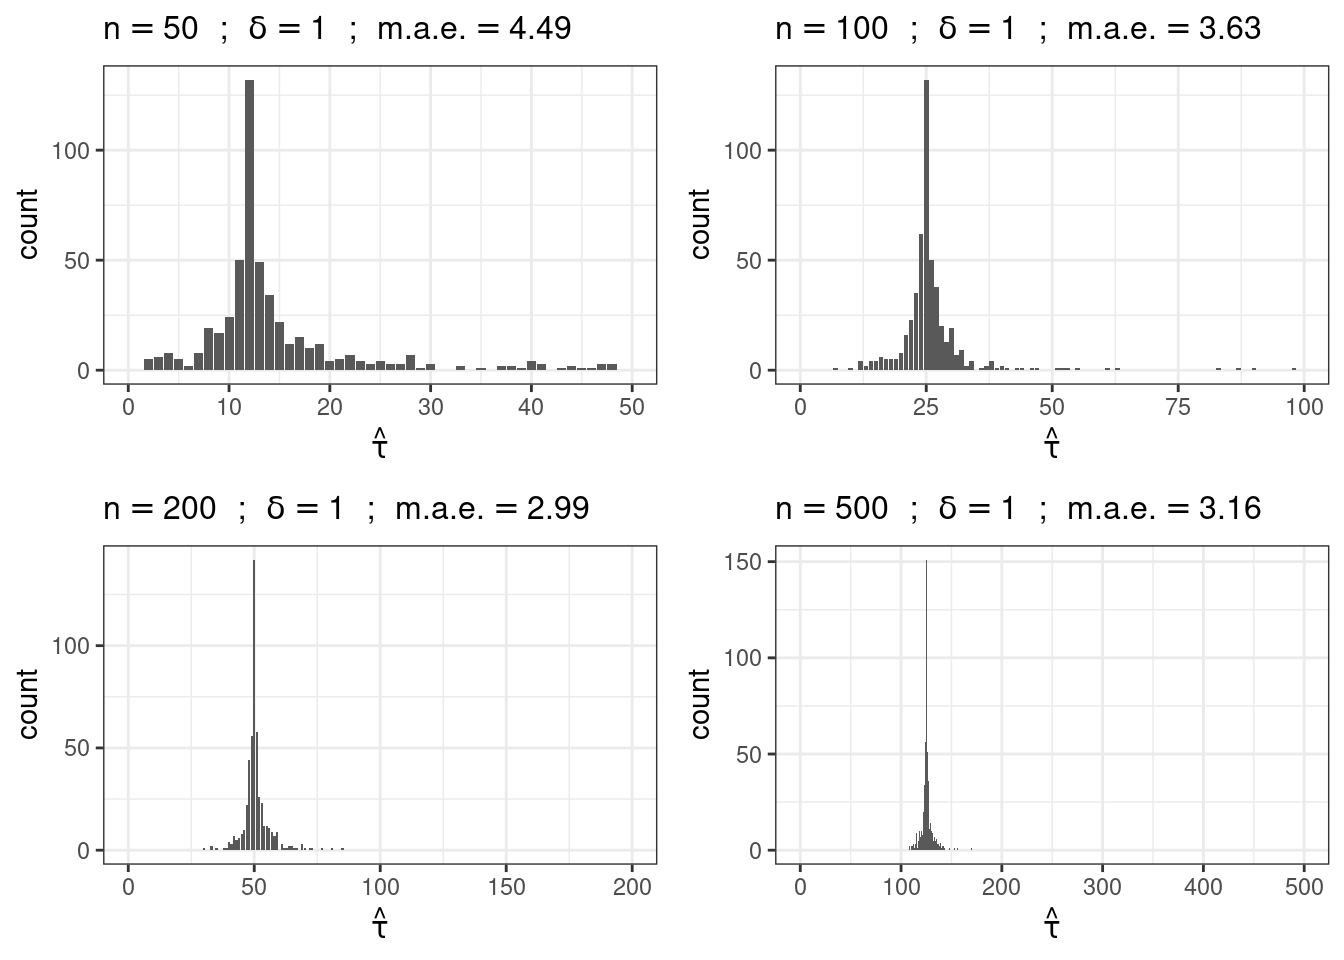 n = 50 ; δ = 1 ; m.a.e. = 4.49
count
100
50
0
0 10 20 30 40 50
τ̂
n = 100 ; δ = 1 ; m.a.e. = 3.63
count
100
50
0
0 25 50 75 100
τ̂
n = 200 ; δ = 1 ; m.a.e. = 2.99
count
100
50
0
0 50 100 150 200
τ̂
n = 500 ; δ = 1 ; m.a.e. = 3.16
count
150
100
50
0
0 100 200 300 400 500
τ̂